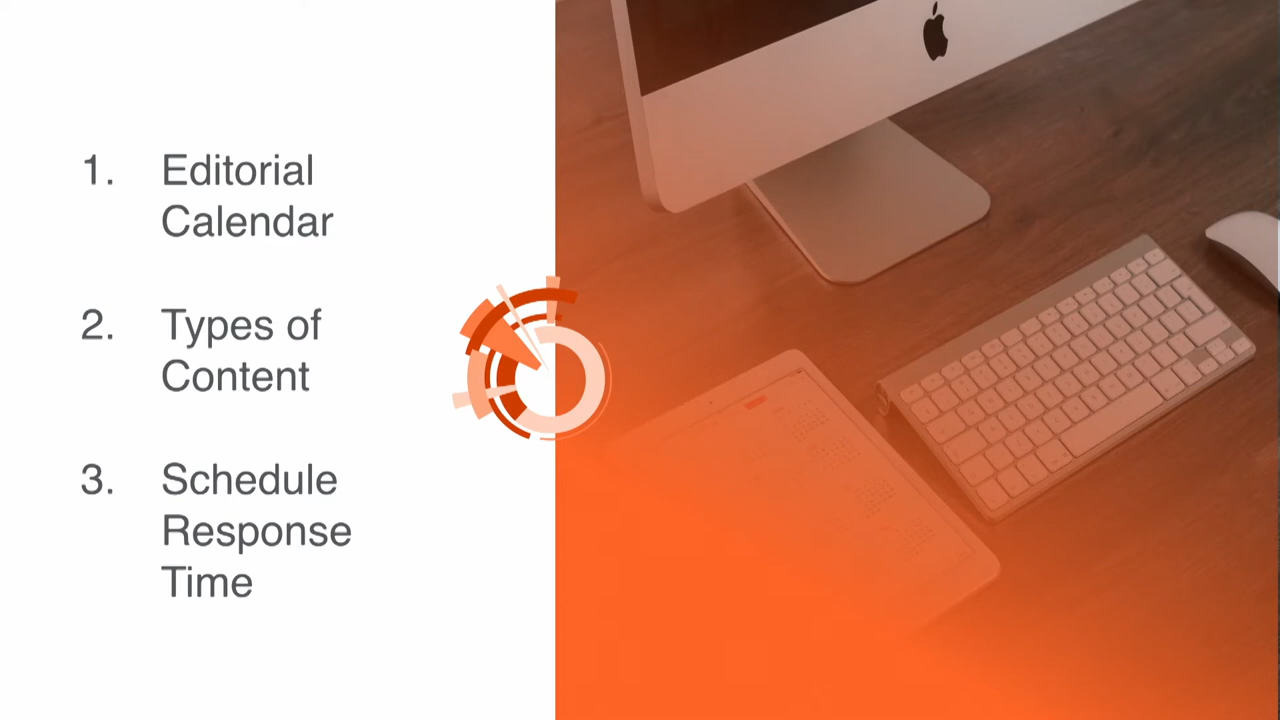 1. Editorial
Calendar
2. Types of
Content
3. Schedule
Response
Time